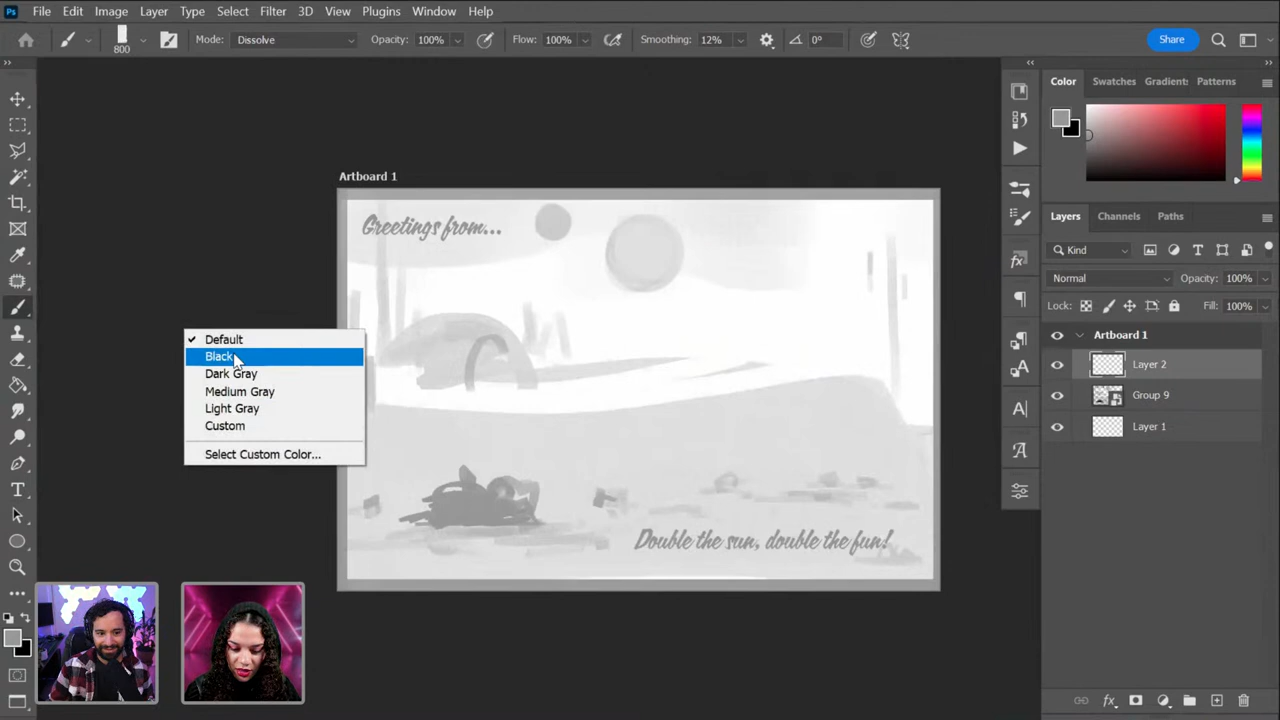 Ps File Edit Image Layer Type Select Filter 3D View Plugins Window Help
800 Mode: Dissolve Opacity: 100% Flow: 100% Smoothing: 12% 0° Share
Color Swatches Gradient: Patterns
Artboard 1
Greetings from...
Layers Channels Paths
Kind
Normal Opacity: 100%
Lock: Fill: 100%
Artboard 1
Layer 2
Group 9
Layer 1
Default
Black
Dark Gray
Medium Gray
Light Gray
Custom
Select Custom Color...
Double the sun, double the fun!